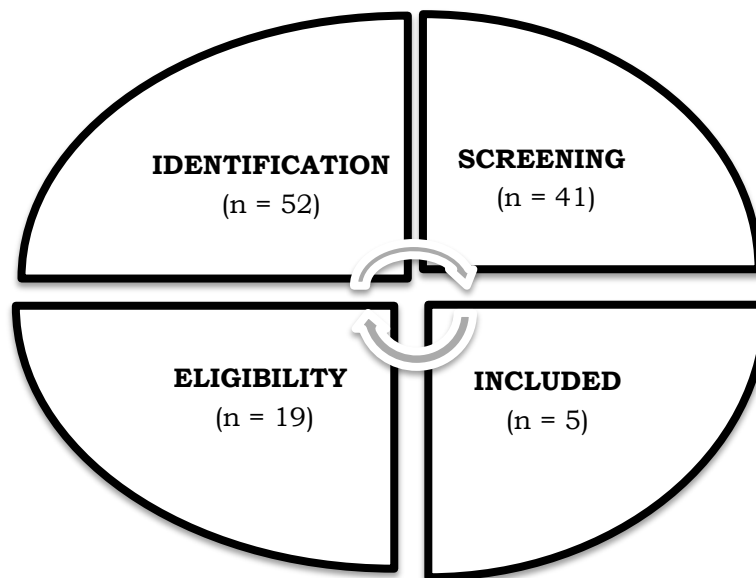 IDENTIFICATION
(n = 52)
SCREENING
(n = 41)
ELIGIBILITY
(n = 19)
INCLUDED
(n = 5)